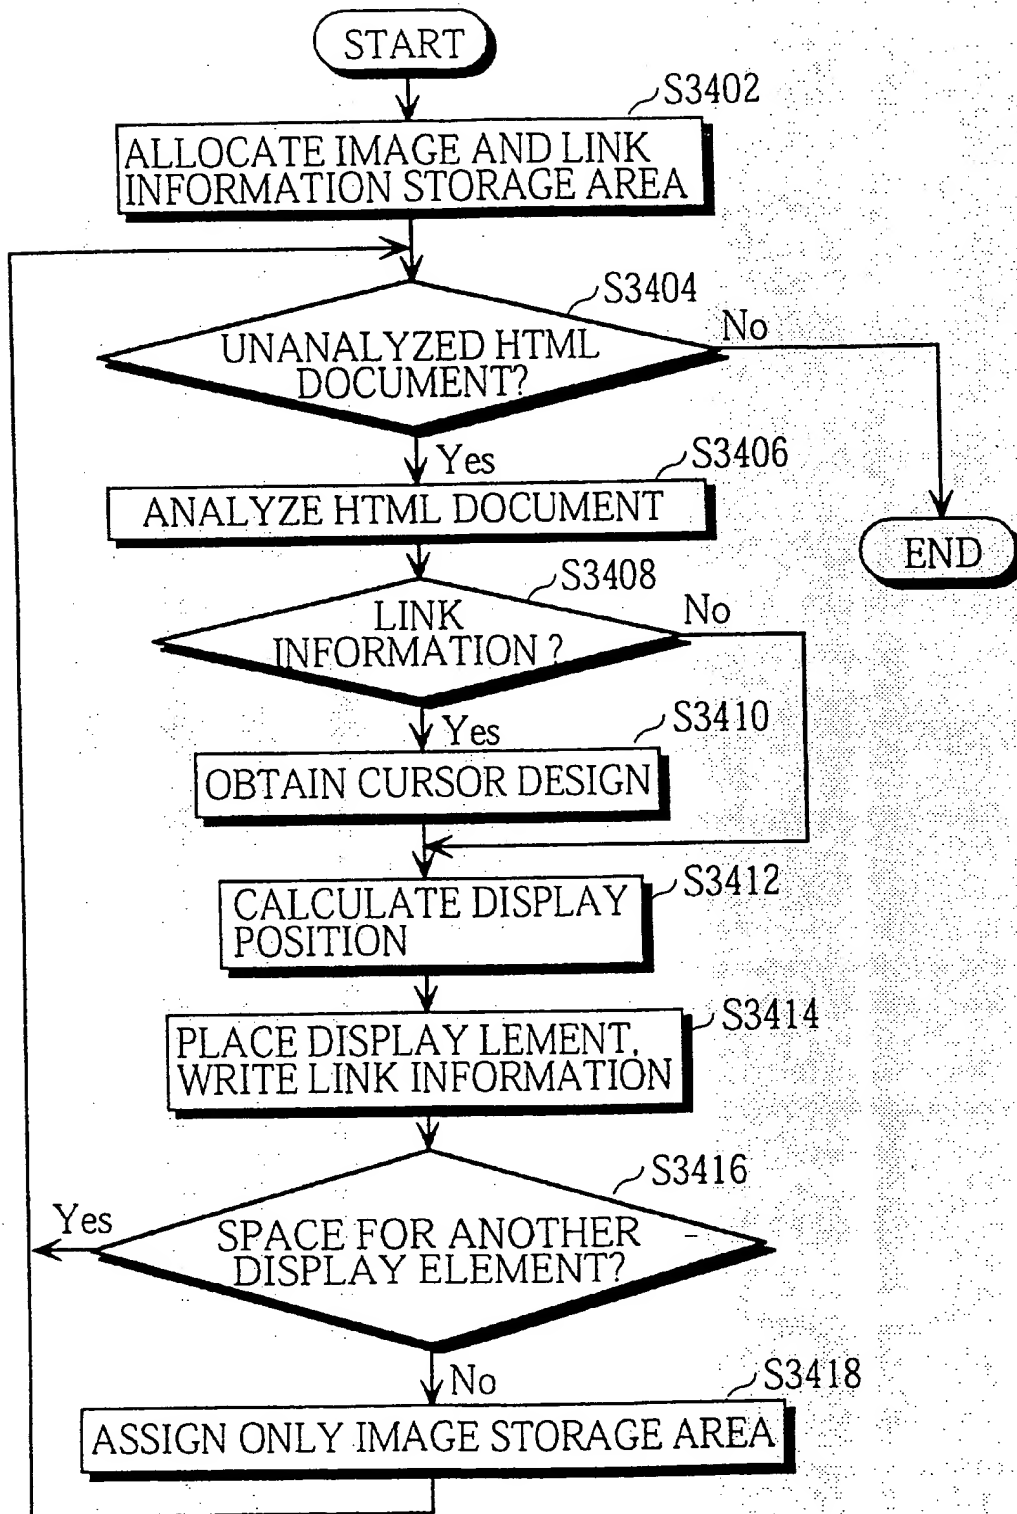 START
S3402
ALLOCATE IMAGE AND LINK
INFORMATION STORAGE AREA
S3404
UNANALYZED HTML
DOCUMENT?
No
Yes
S3406
ANALYZE HTML DOCUMENT
END
S3408
LINK
INFORMATION ?
No
Yes
S3410
OBTAIN CURSOR DESIGN
S3412
CALCULATE DISPLAY
POSITION
S3414
PLACE DISPLAY LEMENT,
WRITE LINK INFORMATION
S3416
Yes
SPACE FOR ANOTHER
DISPLAY ELEMENT?
No
S3418
ASSIGN ONLY IMAGE STORAGE AREA